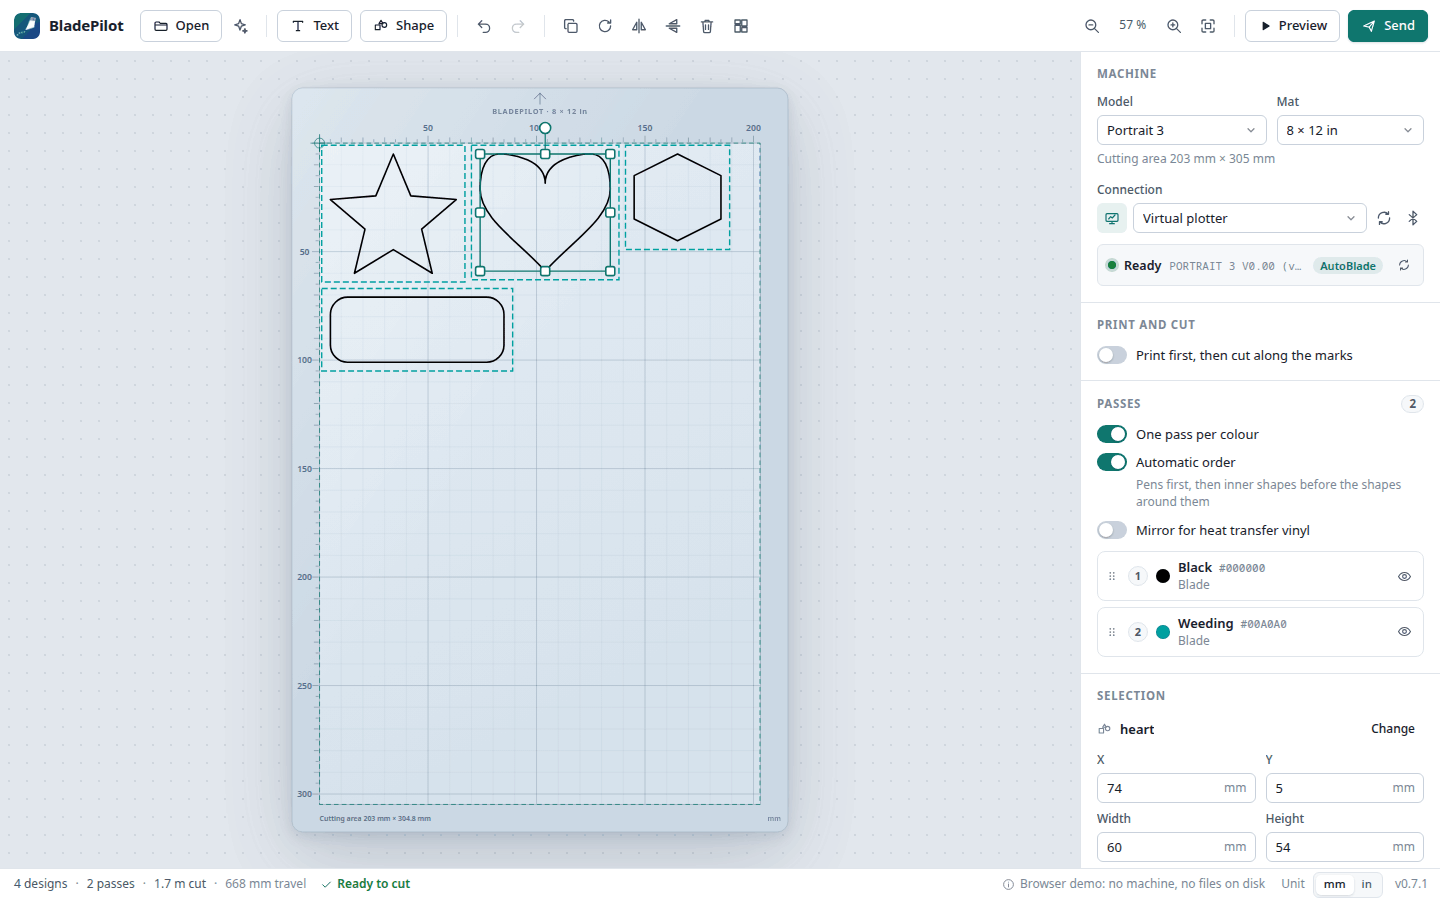 BladePilot
Open
Text
Shape
57 %
Preview
Send
BLADEPILOT · 8 × 12 in
50
150
200
50
100
150
200
250
300
Cutting area 203 mm × 304.8 mm
mm
MACHINE
Model
Mat
Portrait 3
8 × 12 in
Cutting area 203 mm × 305 mm
Connection
Virtual plotter
Ready PORTRAIT 3 V0.00 (v… AutoBlade
PRINT AND CUT
Print first, then cut along the marks
PASSES
2
One pass per colour
Automatic order
Pens first, then inner shapes before the shapes
around them
Mirror for heat transfer vinyl
1
Black #000000
Blade
2
Weeding #00A0A0
Blade
SELECTION
heart
Change
X
Y
74 mm
5 mm
Width
Height
60 mm
54 mm
4 designs · 2 passes · 1.7 m cut · 668 mm travel Ready to cut
Browser demo: no machine, no files on disk
Unit mm in
v0.7.1